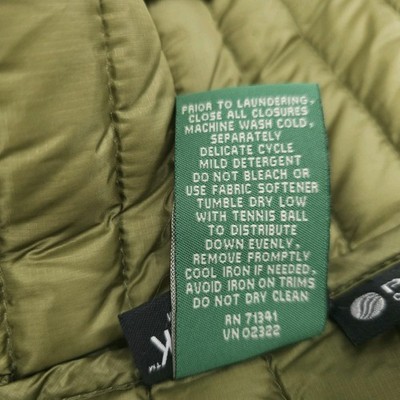 PRIOR TO LAUNDERING,
CLOSE ALL CLOSURES
MACHINE WASH COLD,
SEPARATELY
DELICATE CYCLE
MILD DETERGENT
DO NOT BLEACH OR
USE FABRIC SOFTENER
TUMBLE DRY LOW
WITH TENNIS BALL
TO DISTRIBUTE
DOWN EVENLY,
REMOVE PROMPTLY
COOL IRON IF NEEDED,
AVOID IRON ON TRIMS
DO NOT DRY CLEAN
RN 71341
VN 02322